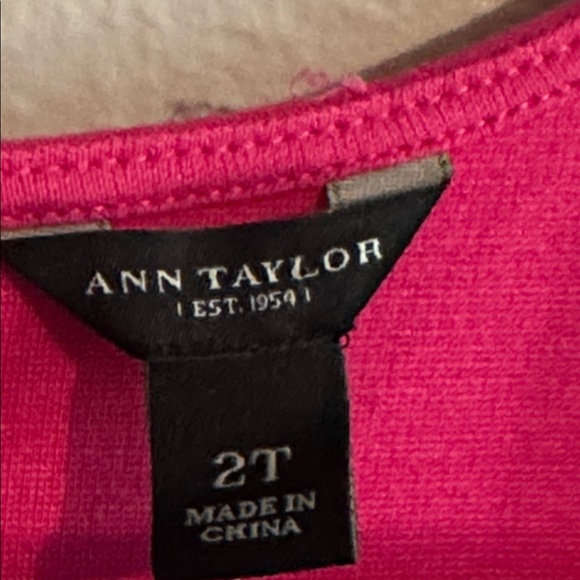 ANN TAYLOR
| EST. 1954 |
2T
MADE IN
CHINA